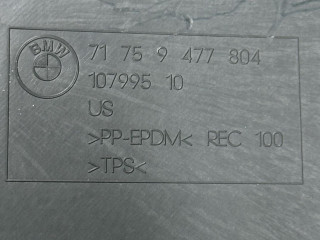 BMW
71 75 9 477 804
107995 10
US
>PP-EPDM< REC 100
>TPS<